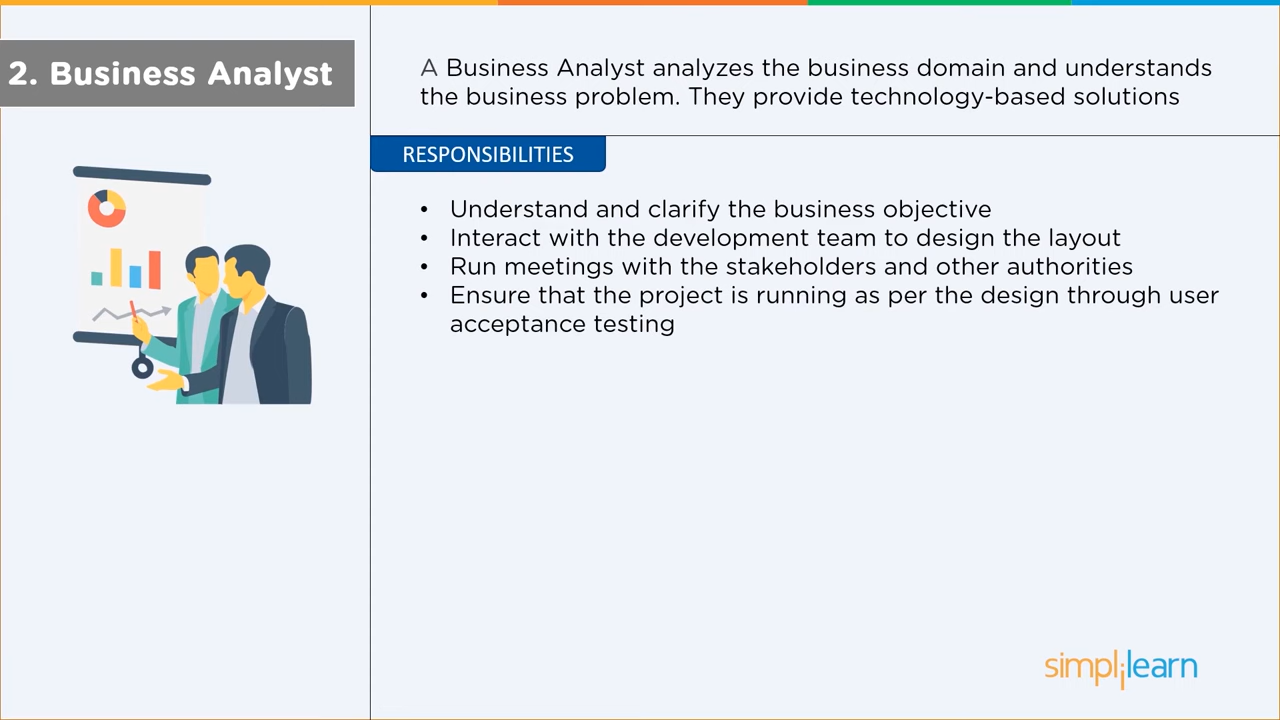 2. Business Analyst
A Business Analyst analyzes the business domain and understands
the business problem. They provide technology-based solutions
RESPONSIBILITIES
• Understand and clarify the business objective
• Interact with the development team to design the layout
• Run meetings with the stakeholders and other authorities
• Ensure that the project is running as per the design through user
acceptance testing
simplilearn